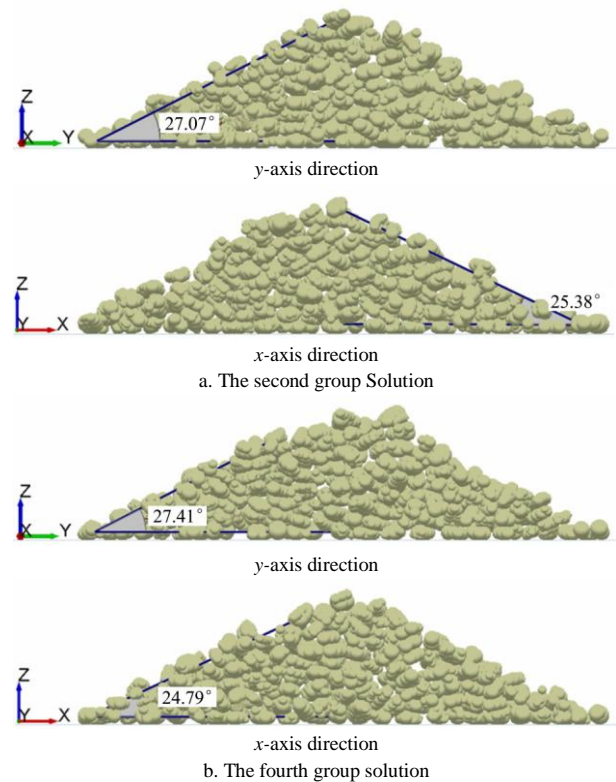 Z
X
Y
27.07°
y-axis direction
Z
Y
X
25.38°
x-axis direction
a. The second group Solution
Z
X
Y
27.41°
y-axis direction
Z
Y
X
24.79°
x-axis direction
b. The fourth group solution